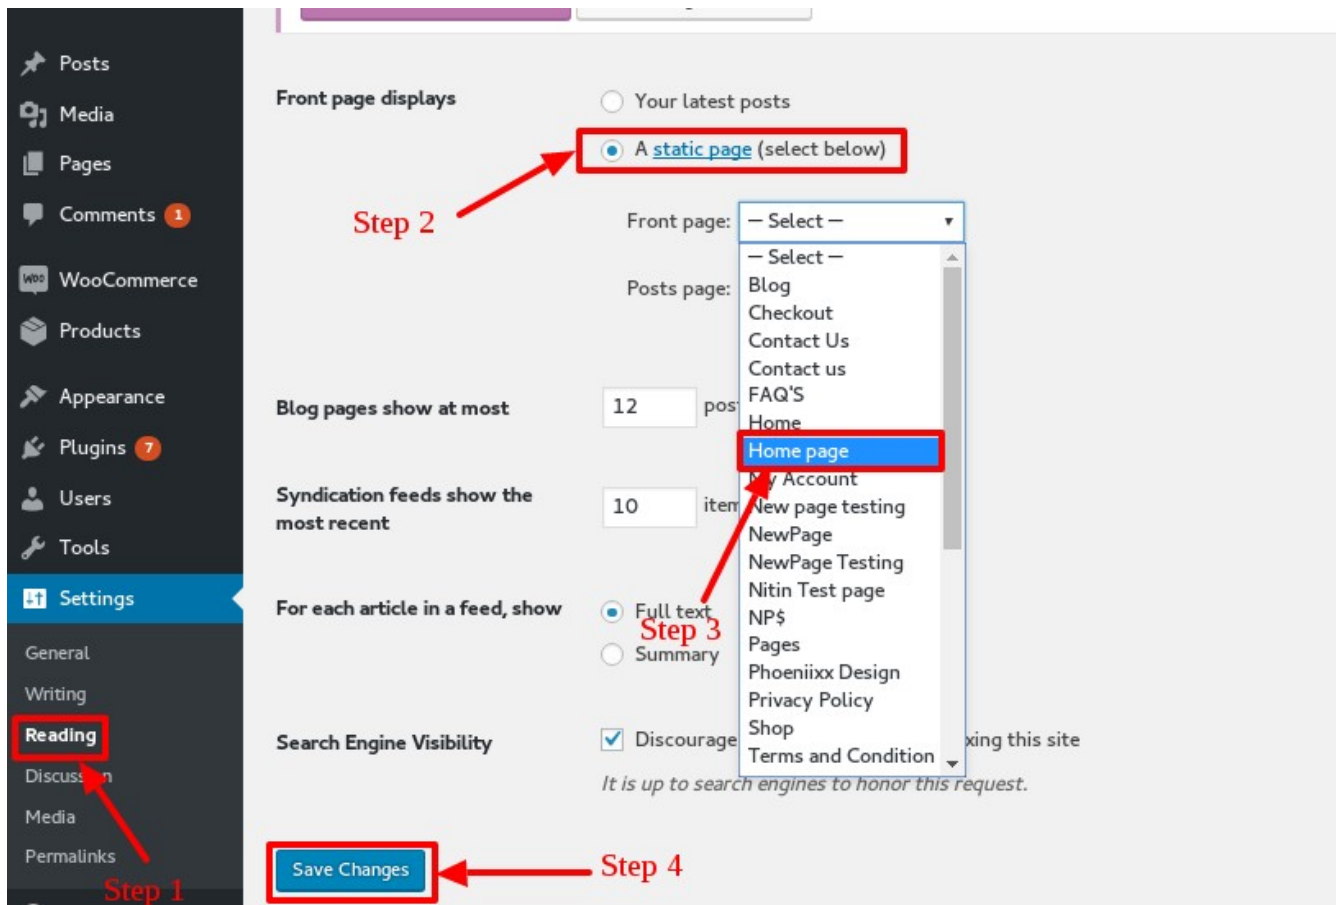 Posts
Media
Pages
Comments 1
Woo WooCommerce
Products
Appearance
Plugins 7
Users
Tools
Settings
General
Writing
Reading
Discussion
Media
Permalinks
Step 1
Front page displays
Your latest posts
A static page (select below)
Step 2
Front page: — Select —
— Select —
Posts page:
Blog
Checkout
Contact Us
Contact us
FAQ'S
Home
Home page
My Account
New page testing
NewPage
NewPage Testing
Nitin Test page
NP$
Pages
Phoeniixx Design
Privacy Policy
Shop
Terms and Condition
Blog pages show at most
12
Syndication feeds show the
most recent
10
For each article in a feed, show
Full text
Step 3
Summary
Search Engine Visibility
Discourage this site
It is up to search engines to honor this request.
Save Changes
Step 4